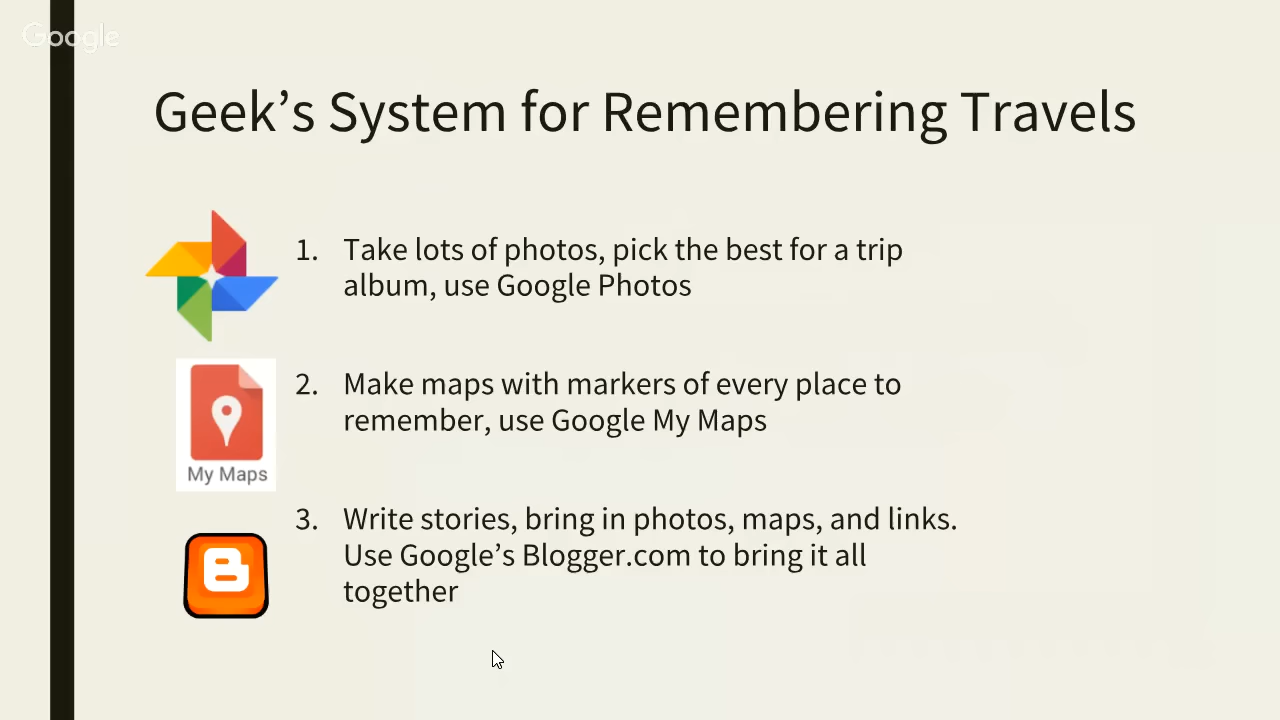 Google
Geek's System for Remembering Travels
1. Take lots of photos, pick the best for a trip
album, use Google Photos
2. Make maps with markers of every place to
remember, use Google My Maps
My Maps
3. Write stories, bring in photos, maps, and links.
Use Google's Blogger.com to bring it all
together